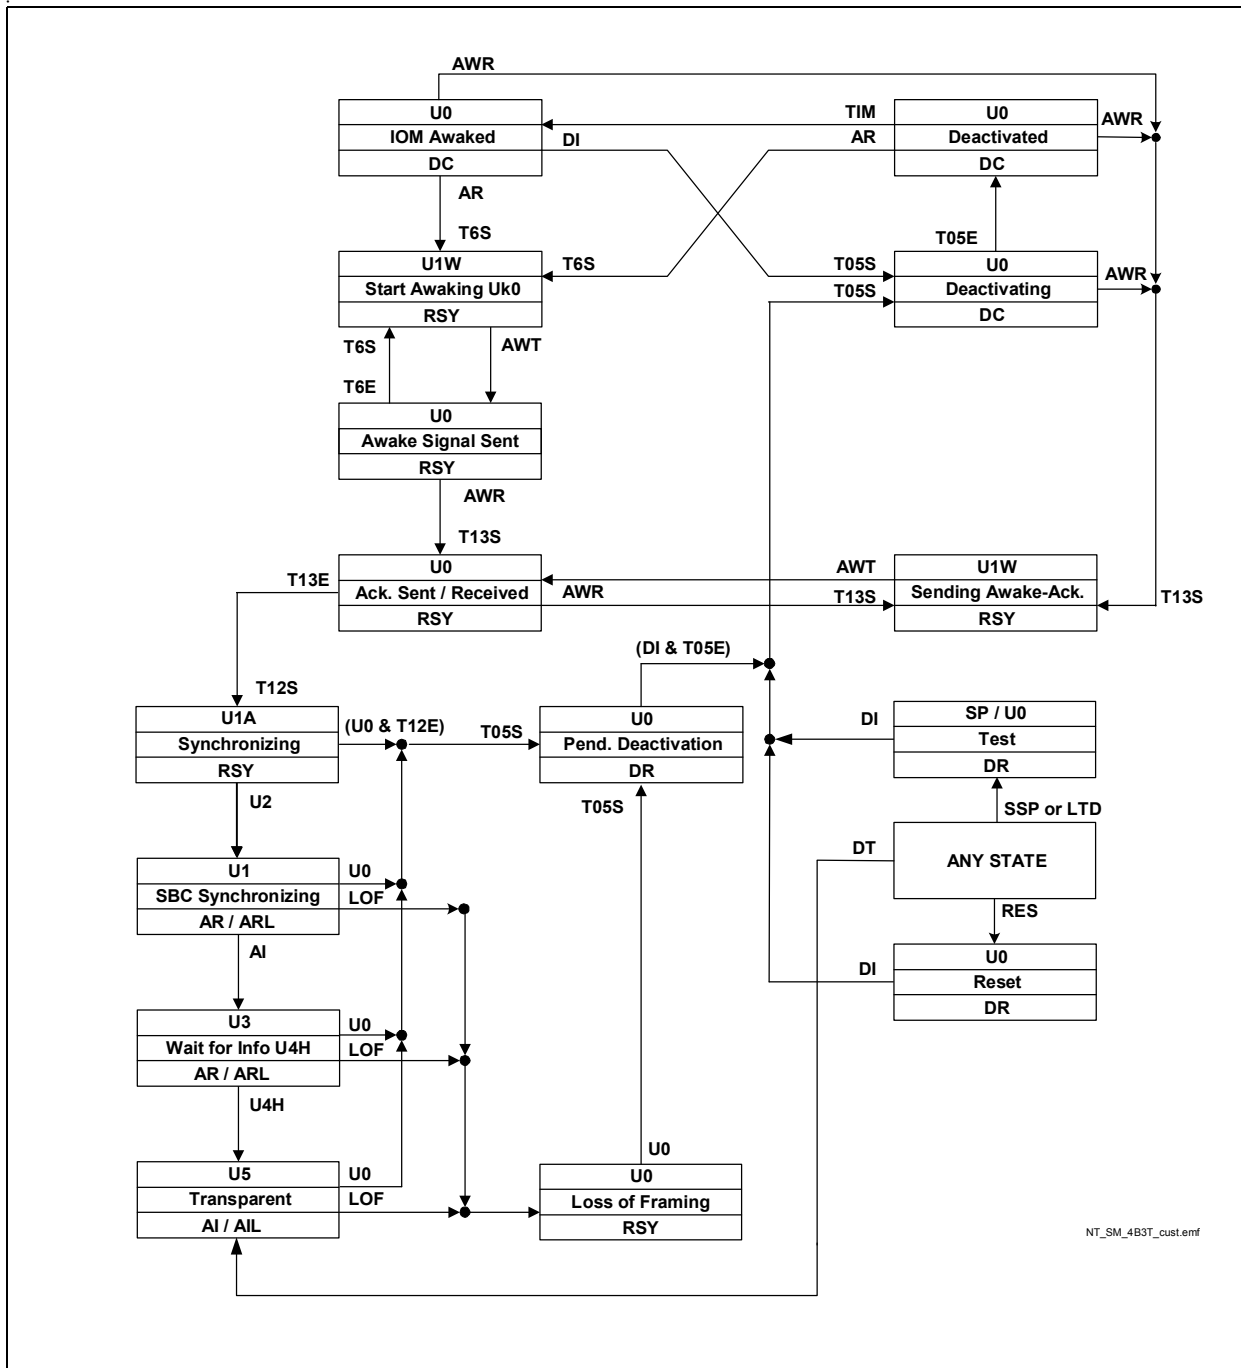 AWR
U0
IOM Awaked
DC
TIM
DI
AR
U0
Deactivated
DC
AWR
AR
T6S
T05E
U1W
Start Awaking Uk0
RSY
T6S
T05S
T05S
U0
Deactivating
DC
AWR
T6S
AWT
T6E
U0
Awake Signal Sent
RSY
AWR
T13S
U0
Ack. Sent / Received
RSY
T13E
AWT
AWR
T13S
U1W
Sending Awake-Ack.
RSY
T13S
T12S
(DI & T05E)
U1A
Synchronizing
RSY
(U0 & T12E)
T05S
U0
Pend. Deactivation
DR
DI
SP / U0
Test
DR
U2
T05S
SSP or LTD
DT
ANY STATE
U1
SBC Synchronizing
AR / ARL
U0
LOF
RES
AI
DI
U0
Reset
DR
U3
Wait for Info U4H
AR / ARL
U0
LOF
U4H
U0
U5
Transparent
AI / AIL
U0
LOF
U0
Loss of Framing
RSY
NT_SM_4B3T_cust.emf